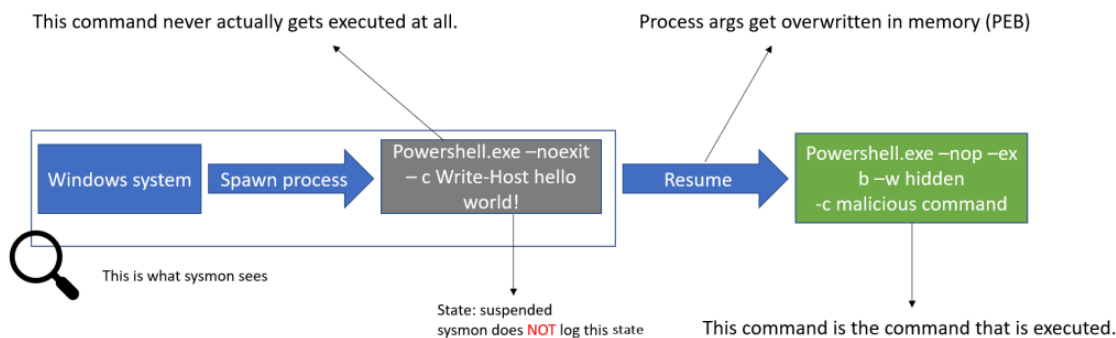 This command never actually gets executed at all.
Process args get overwritten in memory (PEB)
Windows system
Spawn process
Powershell.exe –noexit
– c Write-Host hello
world!
Resume
Powershell.exe –nop –ex
b –w hidden
-c malicious command
This is what sysmon sees
State: suspended
sysmon does NOT log this state
This command is the command that is executed.